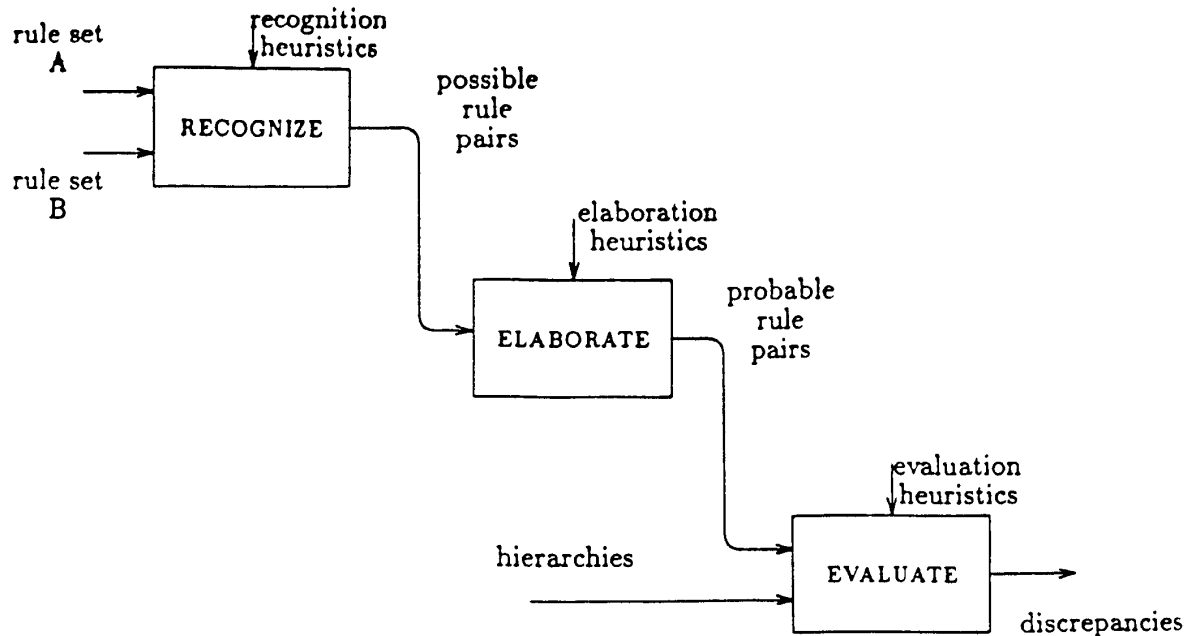 rule set
A
recognition
heuristics
RECOGNIZE
possible
rule
pairs
rule set
B
elaboration
heuristics
ELABORATE
probable
rule
pairs
evaluation
heuristics
hierarchies
EVALUATE
discrepancies